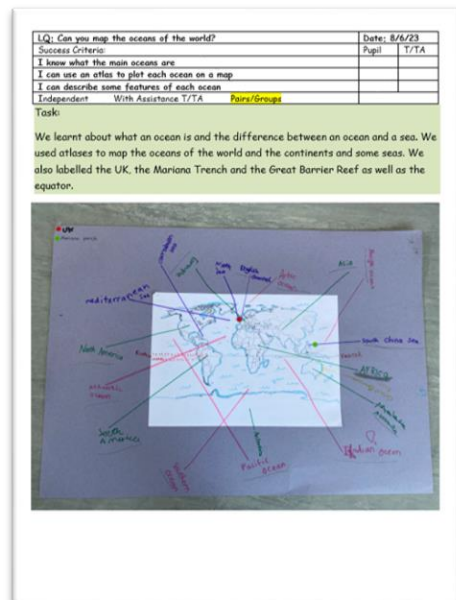 LQ: Can you map the oceans of the world?
Date: 8/6/23
Success Criteria:
Pupil
T/TA
I know what the main oceans are
I can use an atlas to plot each ocean on a map
I can describe some features of each ocean
Independent With Assistance T/TA Pairs/Groups
Task:
We learnt about what an ocean is and the difference between an ocean and a sea. We
used atlases to map the oceans of the world and the continents and some seas. We
also labelled the UK, the Mariana Trench and the Great Barrier Reef as well as the
equator.
UK
English
mediterranean
Sea
Asia
South China Sea
North America
AFRICA
Atlantic
ocean
South
America
Southern
ocean
Pacific
ocean
Indian ocean